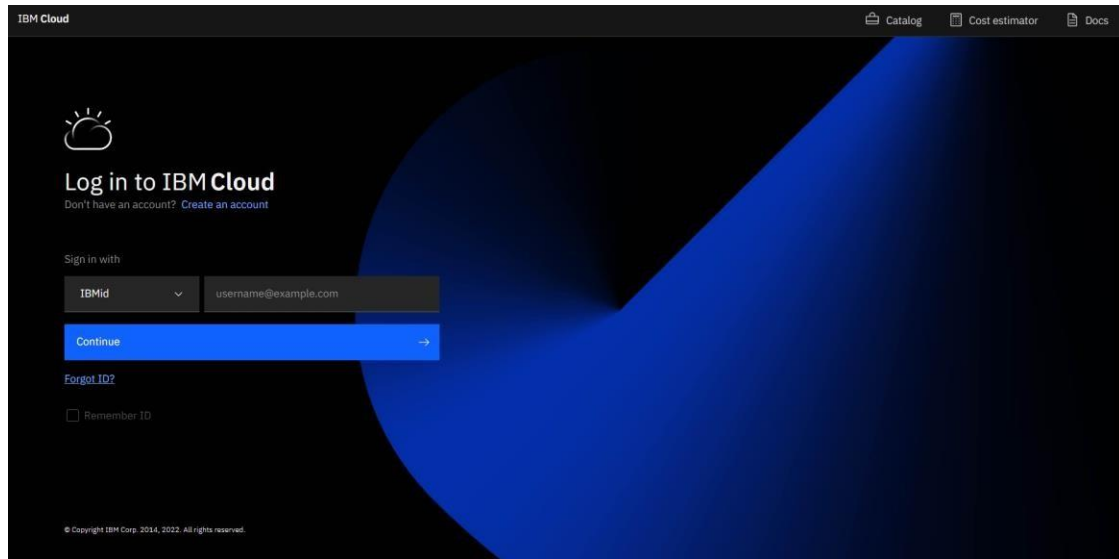 IBM Cloud
Catalog
Cost estimator
Docs
Log in to IBM Cloud
Don't have an account? Create an account
Sign in with
IBMid
username@example.com
Continue
Forgot ID?
Remember ID
© Copyright IBM Corp. 2014, 2022. All rights reserved.